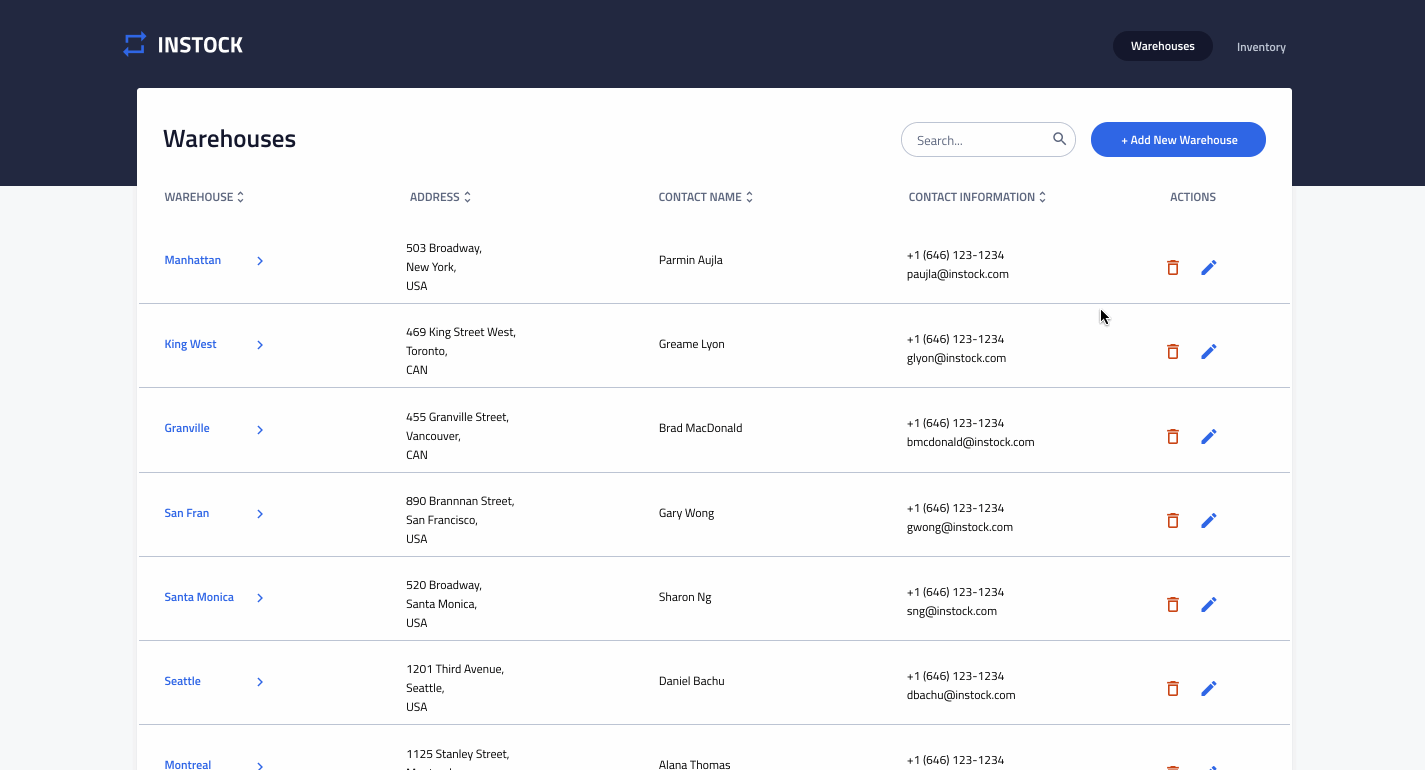 INSTOCK
Warehouses
Inventory
Warehouses
Search...
+ Add New Warehouse
WAREHOUSE
ADDRESS
CONTACT NAME
CONTACT INFORMATION
ACTIONS
Manhattan
503 Broadway,
New York,
USA
Parmin Aujla
+1 (646) 123-1234
paujla@instock.com
King West
469 King Street West,
Toronto,
CAN
Greame Lyon
+1 (646) 123-1234
glyon@instock.com
Granville
455 Granville Street,
Vancouver,
CAN
Brad MacDonald
+1 (646) 123-1234
bmcdonald@instock.com
San Fran
890 Brannnan Street,
San Francisco,
USA
Gary Wong
+1 (646) 123-1234
gwong@instock.com
Santa Monica
520 Broadway,
Santa Monica,
USA
Sharon Ng
+1 (646) 123-1234
sng@instock.com
Seattle
1201 Third Avenue,
Seattle,
USA
Daniel Bachu
+1 (646) 123-1234
dbachu@instock.com
Montreal
1125 Stanley Street,
Alana Thomas
+1 (646) 123-1234